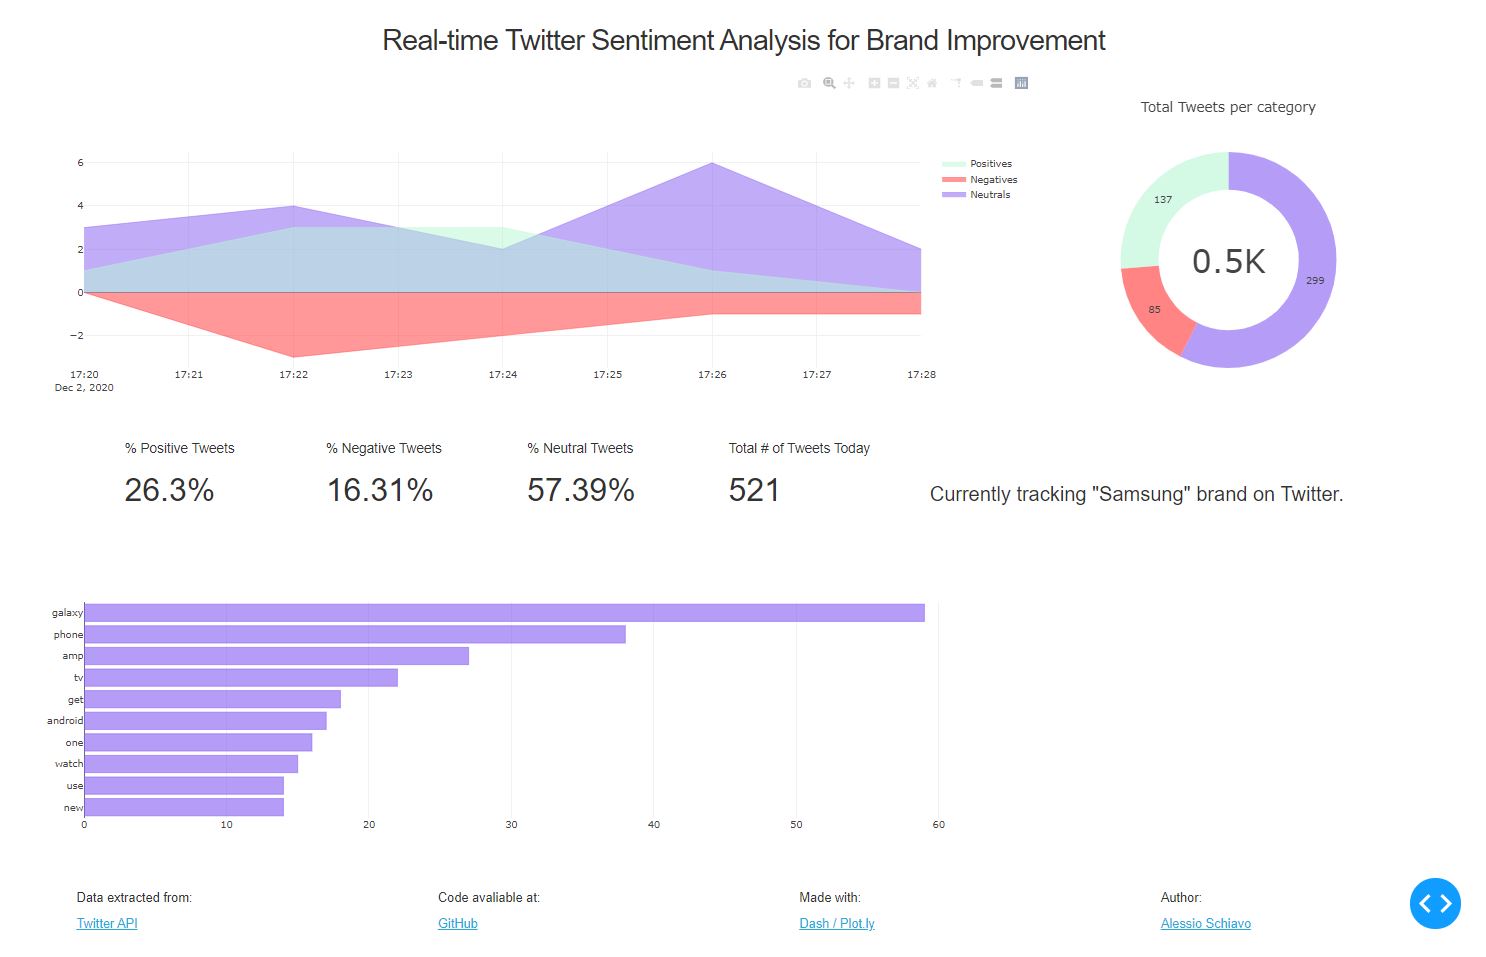 Real-time Twitter Sentiment Analysis for Brand Improvement
Total Tweets per category
6
4
2
0
−2
17:20 17:21 17:22 17:23 17:24 17:25 17:26 17:27 17:28
Dec 2, 2020
Positives
Negatives
Neutrals
137
299
85
0.5K
% Positive Tweets
26.3%
% Negative Tweets
16.31%
% Neutral Tweets
57.39%
Total # of Tweets Today
521
Currently tracking "Samsung" brand on Twitter.
galaxy
phone
amp
tv
get
android
one
watch
use
new
0 10 20 30 40 50 60
Data extracted from:
Twitter API
Code avaliable at:
GitHub
Made with:
Dash / Plot.ly
Author:
Alessio Schiavo